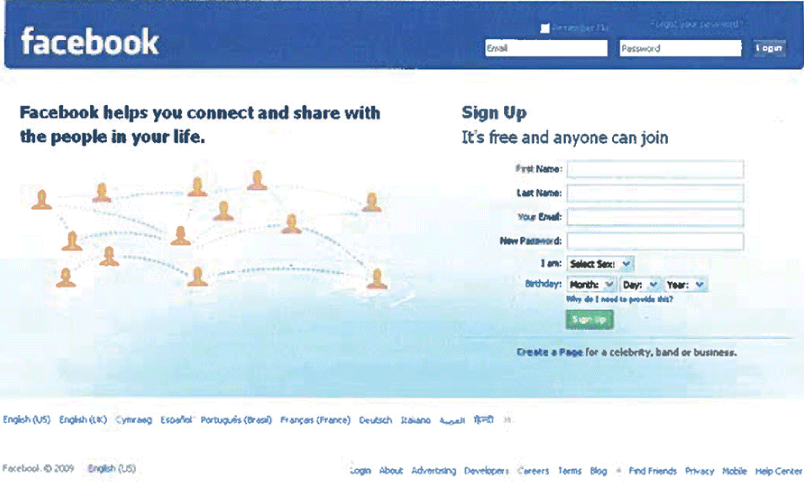 facebook
Remember Me Forgot your password?
Email Password Login
Facebook helps you connect and share with
the people in your life.
Sign Up
It's free and anyone can join
First Name:
Last Name:
Your Email:
New Password:
I am: Select Sex:
Birthday: Month: Day: Year:
Why do I need to provide this?
Sign Up
Create a Page for a celebrity, band or business.
English (US) English (UK) Cymraeg Español Português (Brasil) Français (France) Deutsch Italiano العربية हिन्दी »
Facebook © 2009 English (US)
Login About Advertising Developers Careers Terms Blog Find Friends Privacy Mobile Help Center